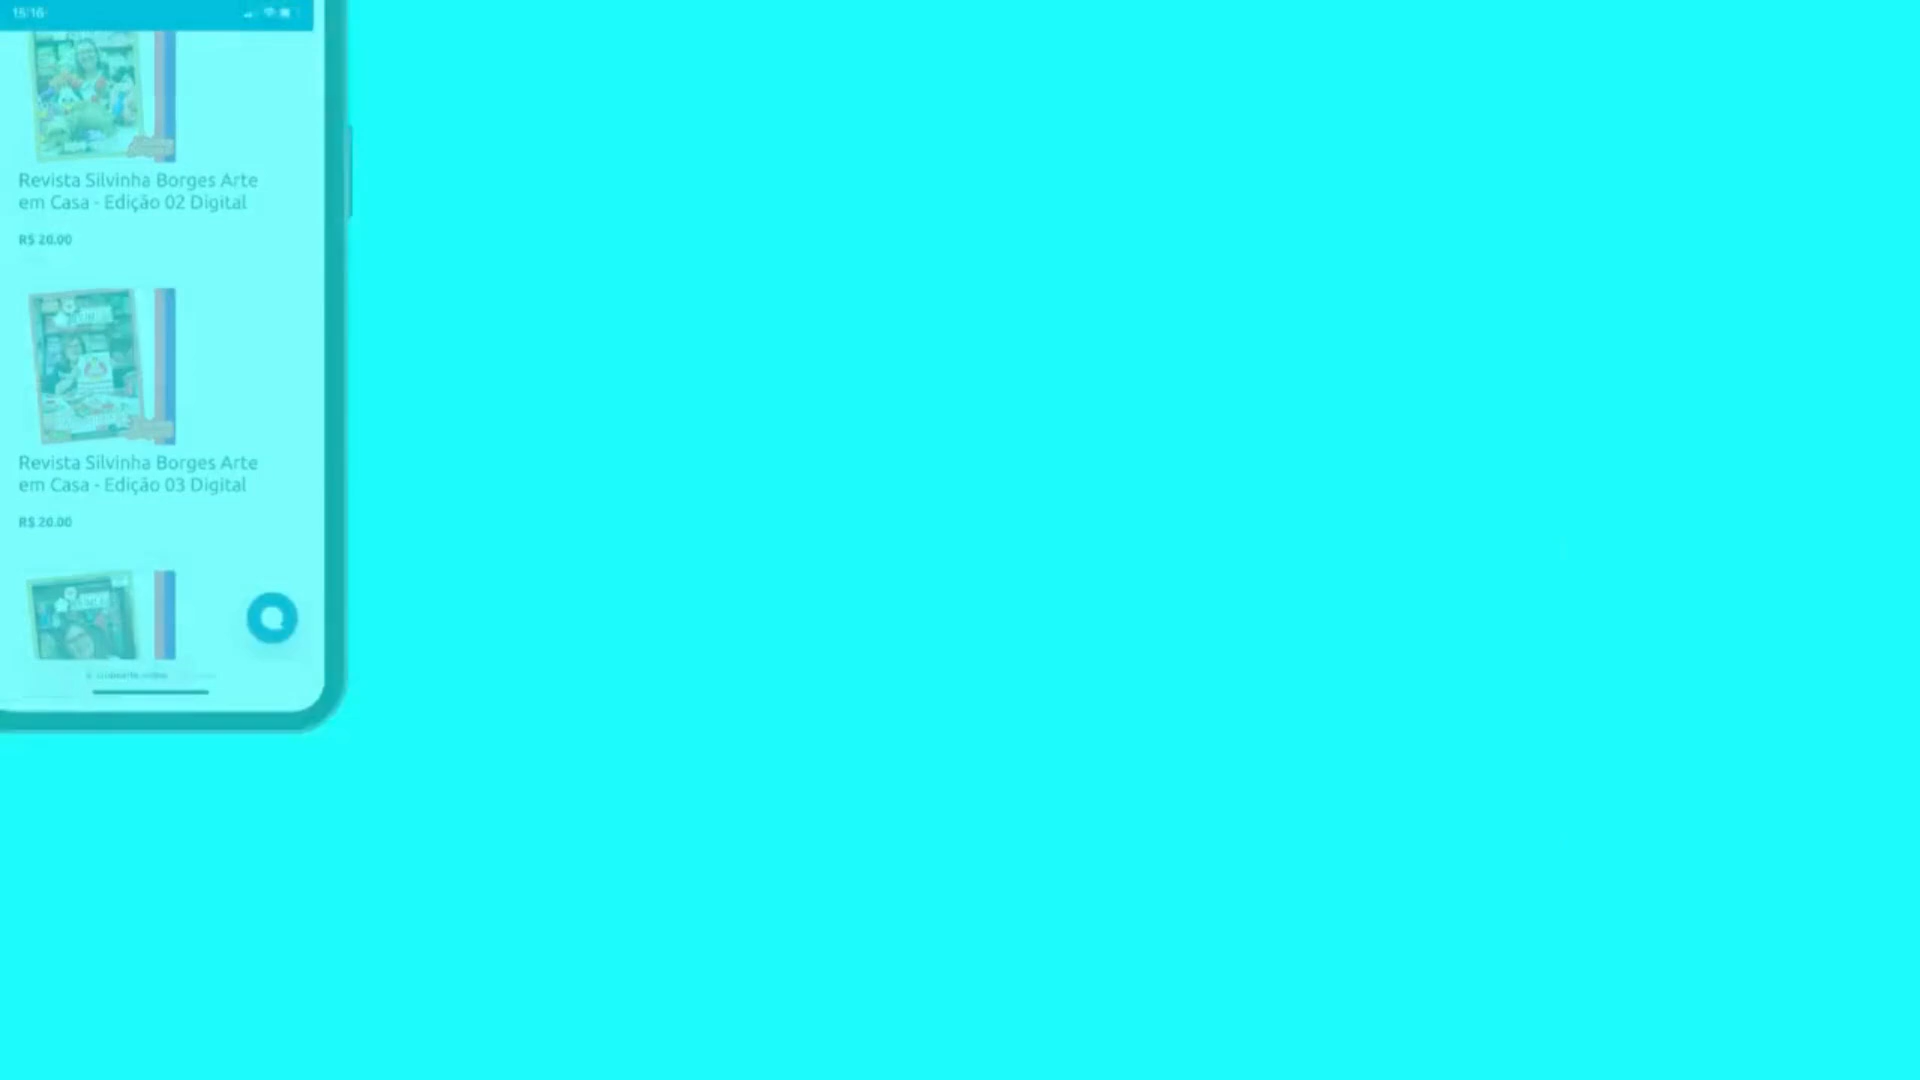 15:16
Revista Silvinha Borges Arte
em Casa - Edição 02 Digital
R$ 20.00
Revista Silvinha Borges Arte
em Casa - Edição 03 Digital
R$ 20.00